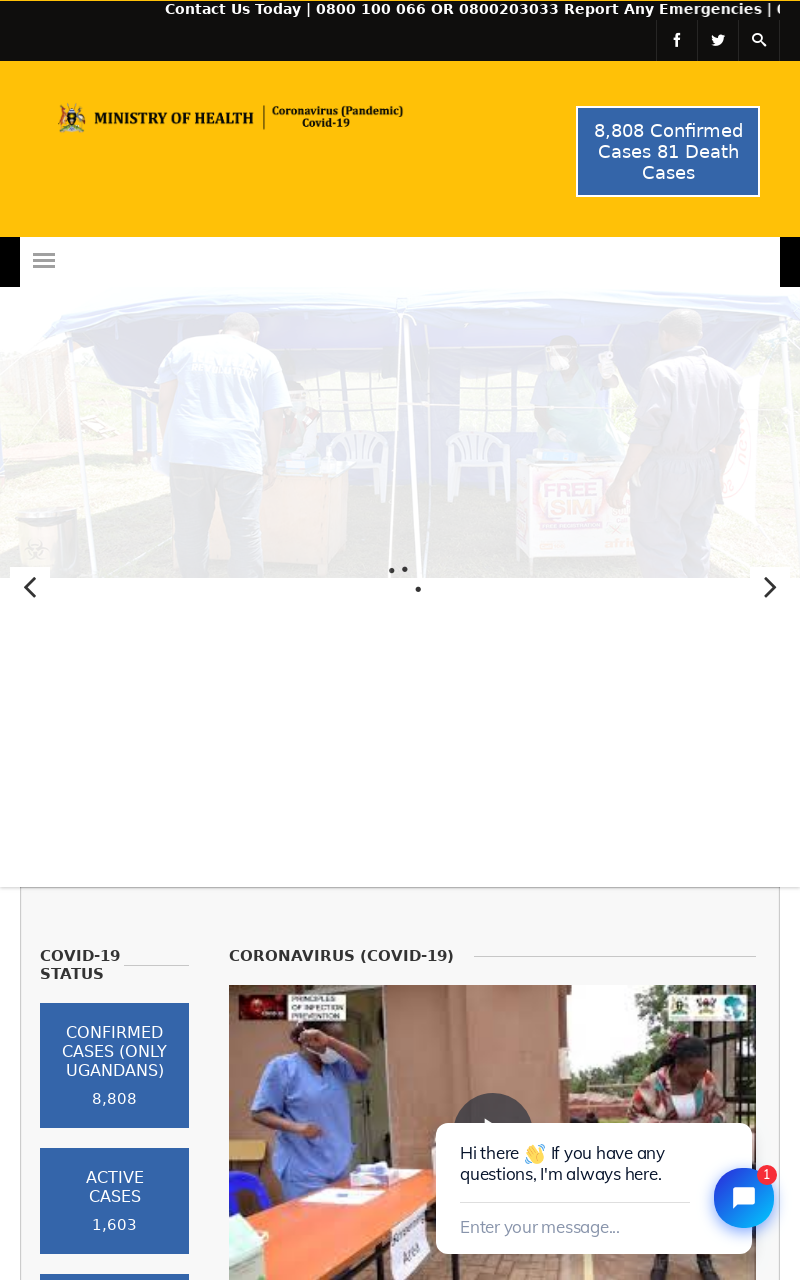 Contact Us Today | 0800 100 066 OR 0800203033 Report Any Emergencies |
MINISTRY OF HEALTH
Coronavirus (Pandemic)
Covid-19
8,808 Confirmed
Cases 81 Death
Cases
FREE
SIM
COVID-19
STATUS
CORONAVIRUS (COVID-19)
CONFIRMED
CASES (ONLY
UGANDANS)
8,808
ACTIVE
CASES
1,603
PRINCIPLES
OF INFECTION
PREVENTION
Screening
Area
Hi there 👋 If you have any
questions, I'm always here.
Enter your message...
1